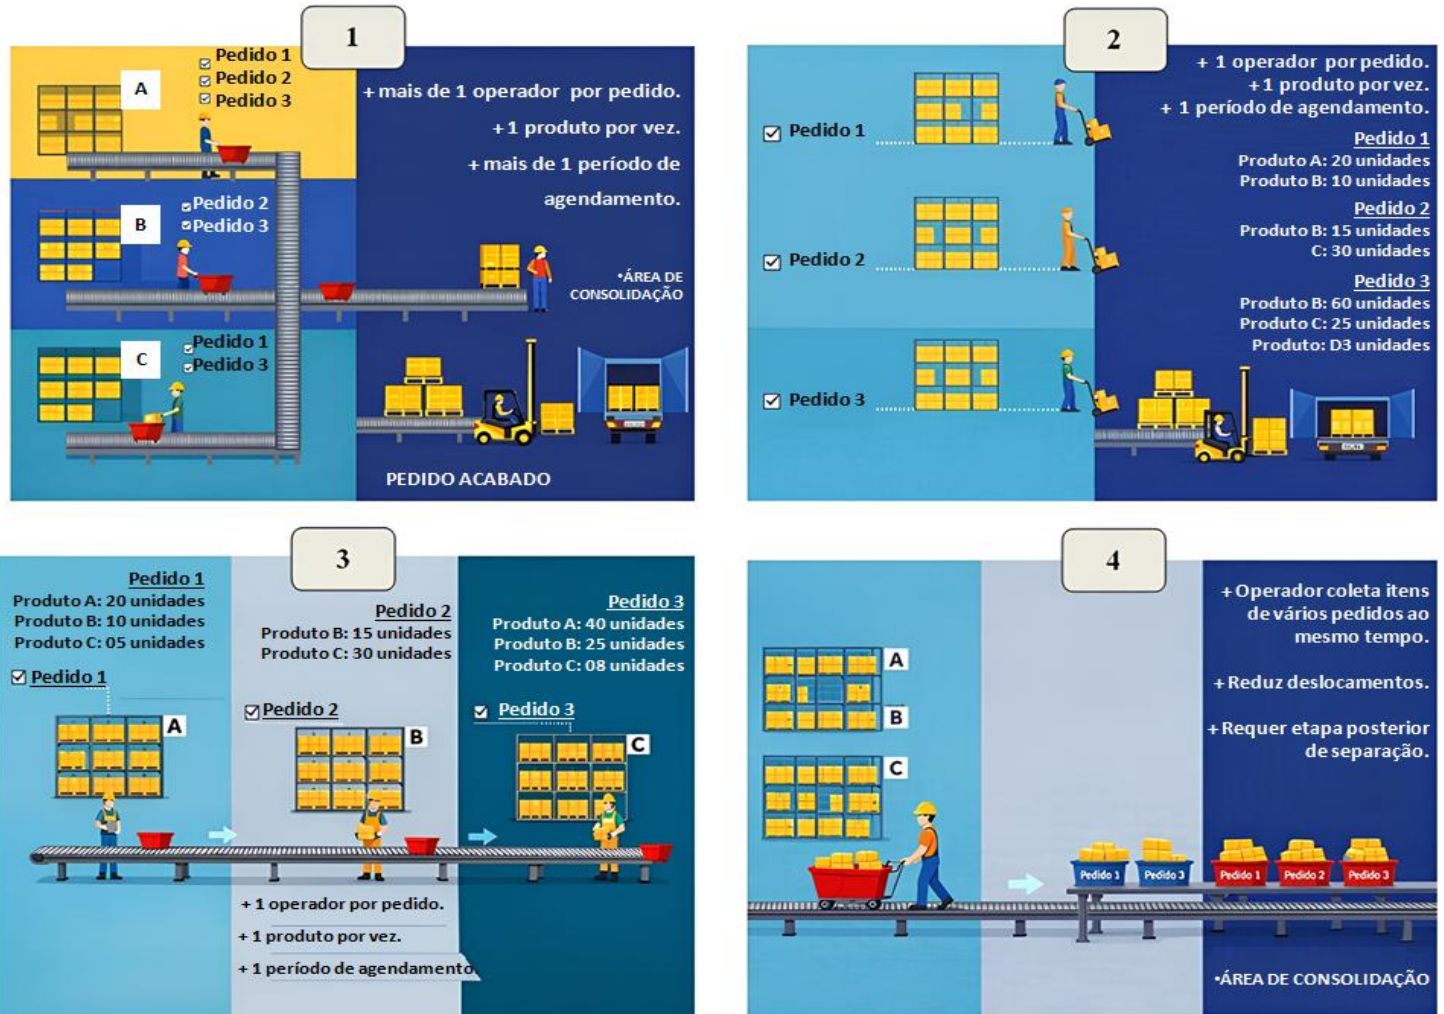 1
A
Pedido 1
Pedido 2
Pedido 3
+ mais de 1 operador por pedido.
+ 1 produto por vez.
+ mais de 1 período de
agendamento.
B
Pedido 2
Pedido 3
•ÁREA DE
CONSOLIDAÇÃO
C
Pedido 1
Pedido 3
PEDIDO ACABADO
2
+ 1 operador por pedido.
+ 1 produto por vez.
+ 1 período de agendamento.
Pedido 1
Pedido 1
Produto A: 20 unidades
Produto B: 10 unidades
Pedido 2
Pedido 2
Produto B: 15 unidades
C: 30 unidades
Pedido 3
Produto B: 60 unidades
Produto C: 25 unidades
Produto: D3 unidades
Pedido 3
3
Pedido 1
Produto A: 20 unidades
Produto B: 10 unidades
Produto C: 05 unidades
Pedido 1
A
Pedido 2
Produto B: 15 unidades
Produto C: 30 unidades
Pedido 2
B
Pedido 3
Produto A: 40 unidades
Produto B: 25 unidades
Produto C: 08 unidades
Pedido 3
C
+ 1 operador por pedido.
+ 1 produto por vez.
+ 1 período de agendamento.
4
+ Operador coleta itens
de vários pedidos ao
mesmo tempo.
+ Reduz deslocamentos.
+ Requer etapa posterior
de separação.
A
B
C
Pedido 1
Pedido 3
Pedido 1
Pedido 2
Pedido 3
•ÁREA DE CONSOLIDAÇÃO